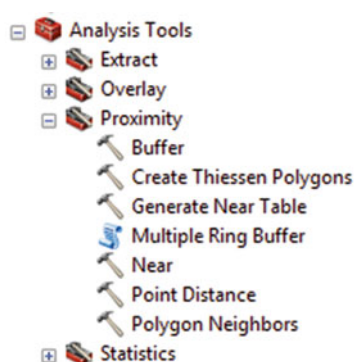 Analysis Tools
Extract
Overlay
Proximity
Buffer
Create Thiessen Polygons
Generate Near Table
Multiple Ring Buffer
Near
Point Distance
Polygon Neighbors
Statistics